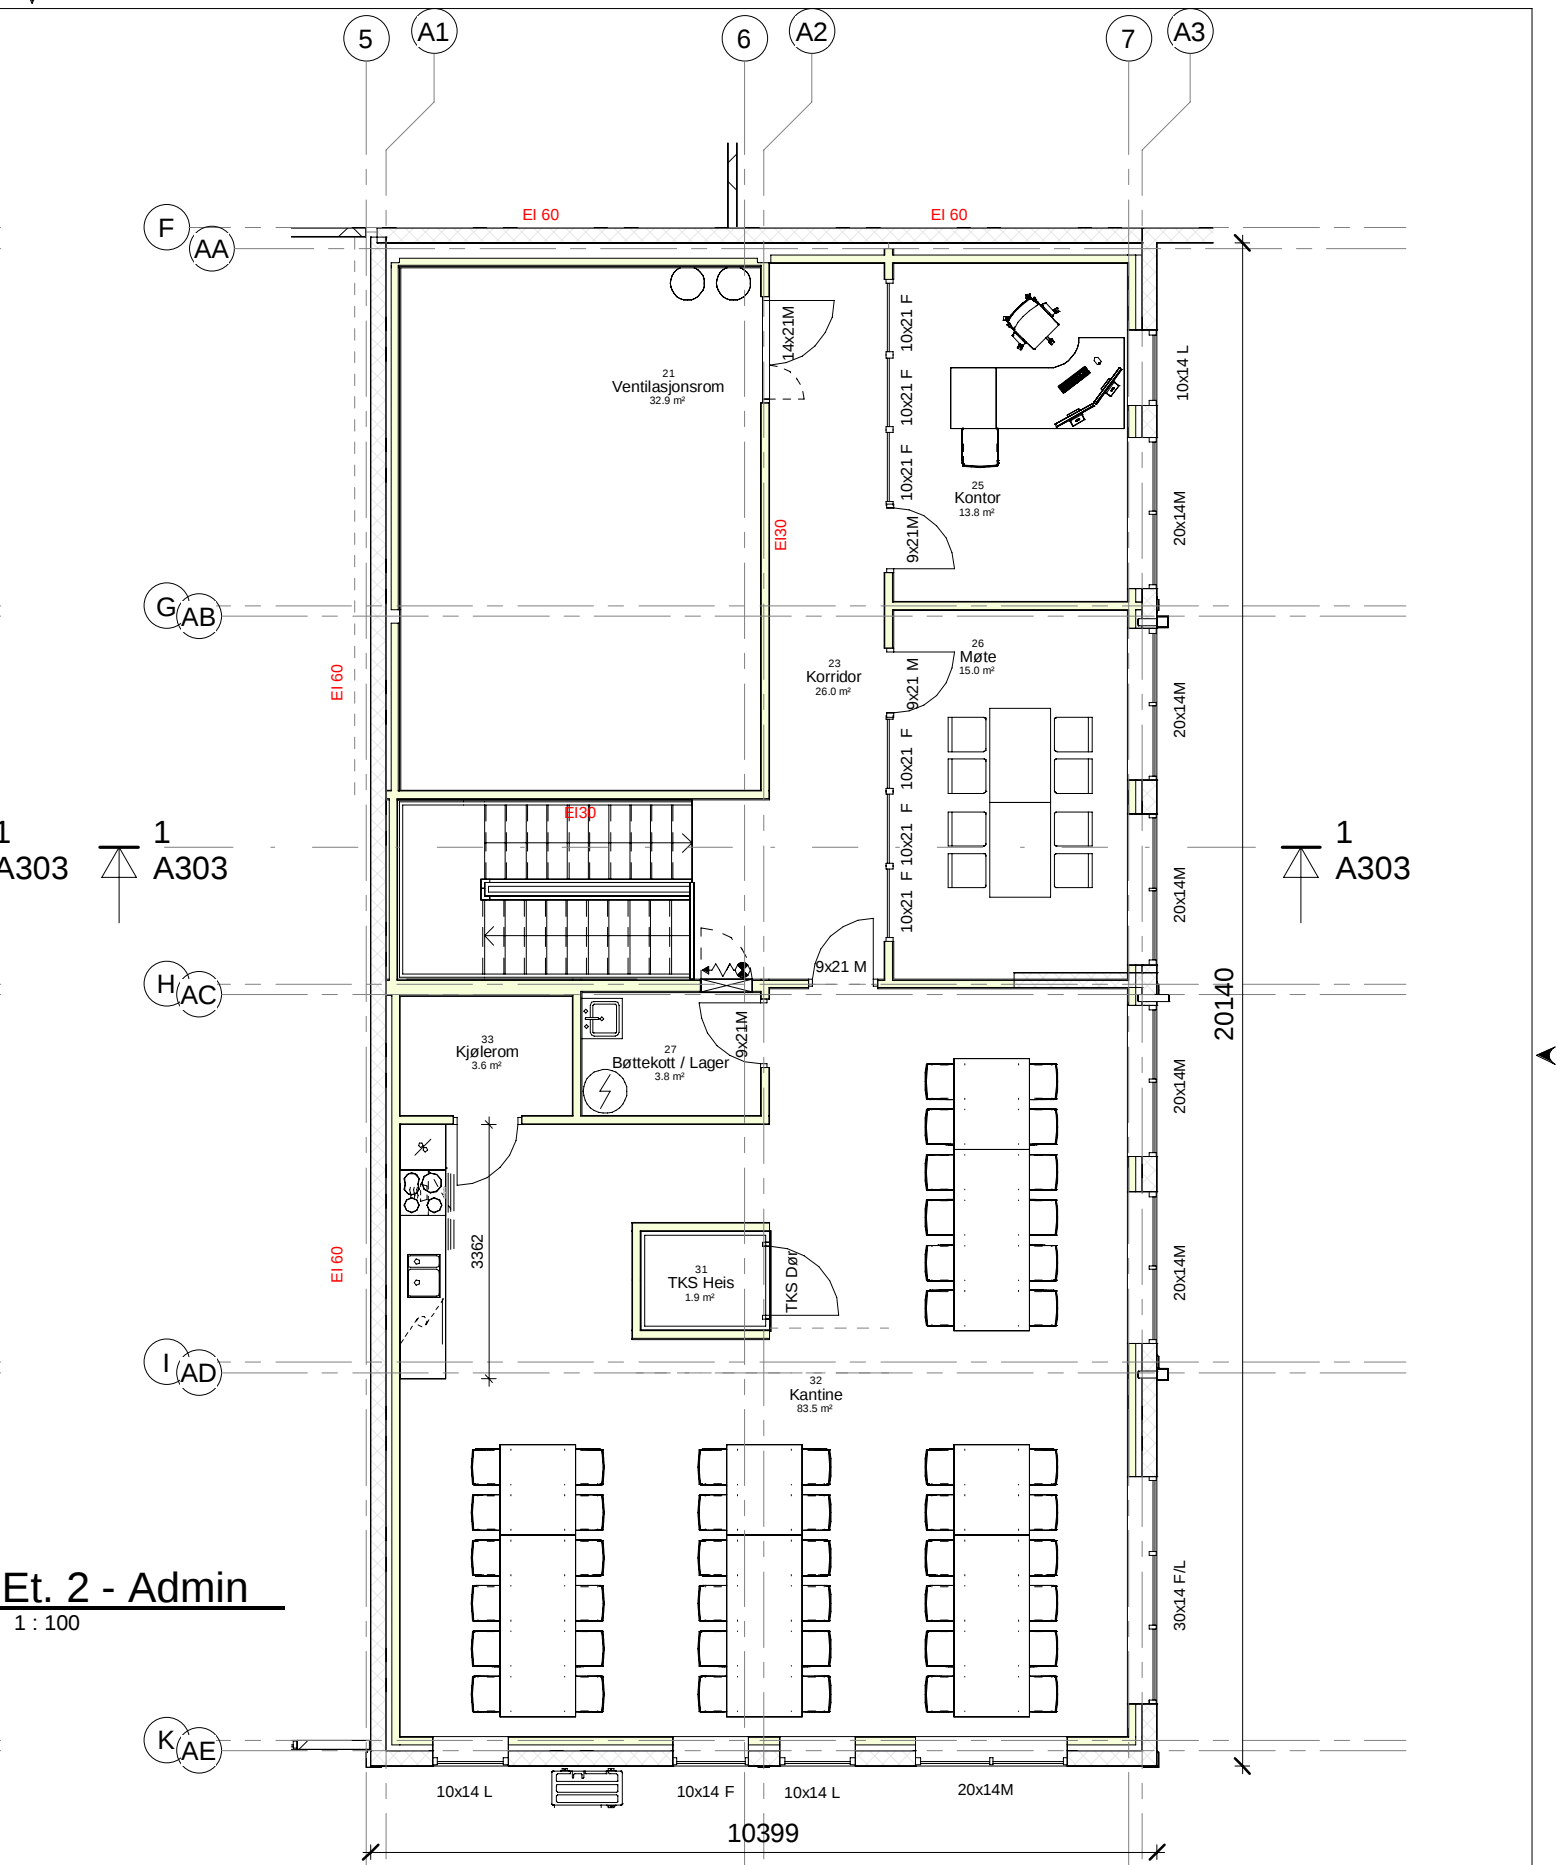 5
A1
6
A2
7
A3
F
AA
EI 60
EI 60
14x21M
10x21 F
10x21 F
10x21 F
10x14 L
21
Ventilasjonsrom
32.9 m²
25
Kontor
13.8 m²
EI30
9x21M
20x14M
G
AB
EI 60
23
Korridor
26.0 m²
26
Møte
15.0 m²
9x21 M
20x14M
10x21 F
10x21 F
10x21 F
EI30
1
A303
1
A303
1
A303
20x14M
9x21 M
H
AC
20140
33
Kjølerom
3.6 m²
27
Bøttekott / Lager
3.8 m²
9x21M
20x14M
3362
EI 60
31
TKS Heis
1.9 m²
TKS Dør
20x14M
I
AD
32
Kantine
83.5 m²
Et. 2 - Admin
1 : 100
30x14 F/L
K
AE
10x14 L
10x14 F
10x14 L
20x14M
10399